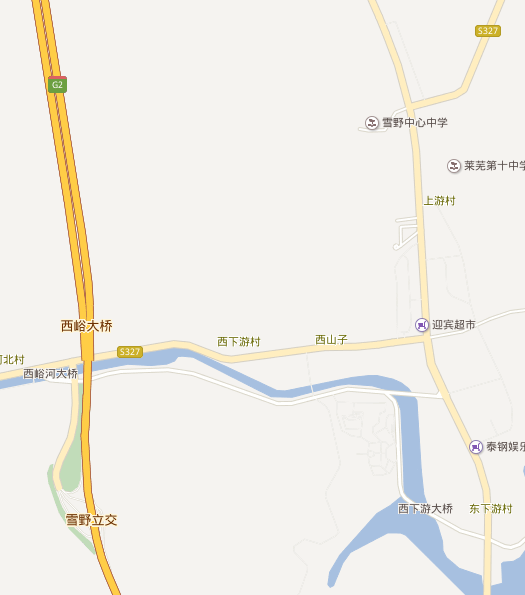 S327
G2
雪野中心中学
莱芜第十中学
上游村
迎宾超市
西峪大桥
西下游村
西山子
S327
河北村
西峪河大桥
泰钢娱乐
西下游大桥
东下游村
雪野立交